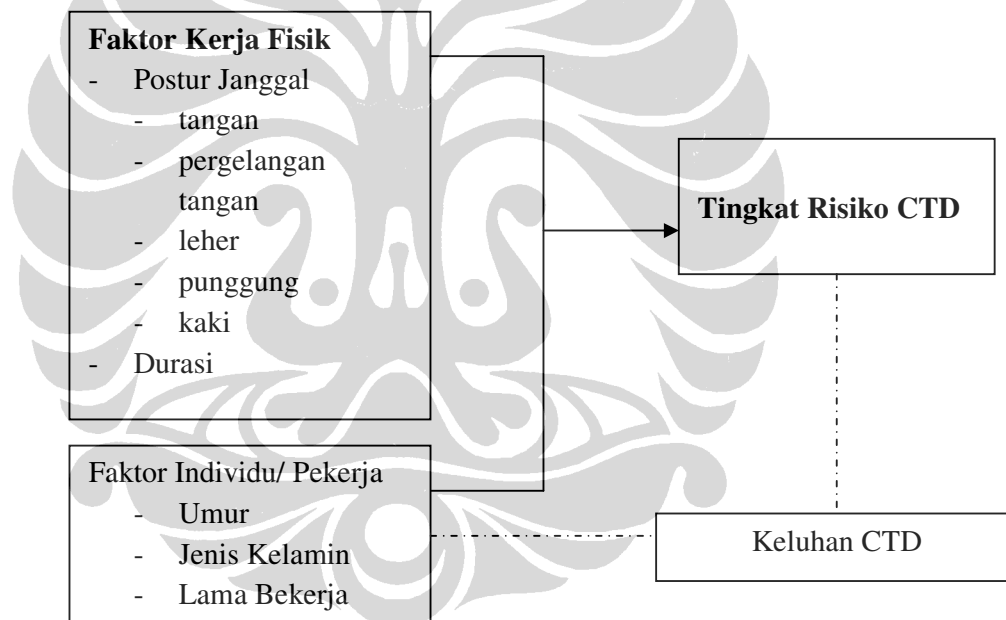 Faktor Kerja Fisik
- Postur Janggal
- tangan
- pergelangan
tangan
- leher
- punggung
- kaki
- Durasi
Tingkat Risiko CTD
Faktor Individu/ Pekerja
- Umur
- Jenis Kelamin
- Lama Bekerja
Keluhan CTD